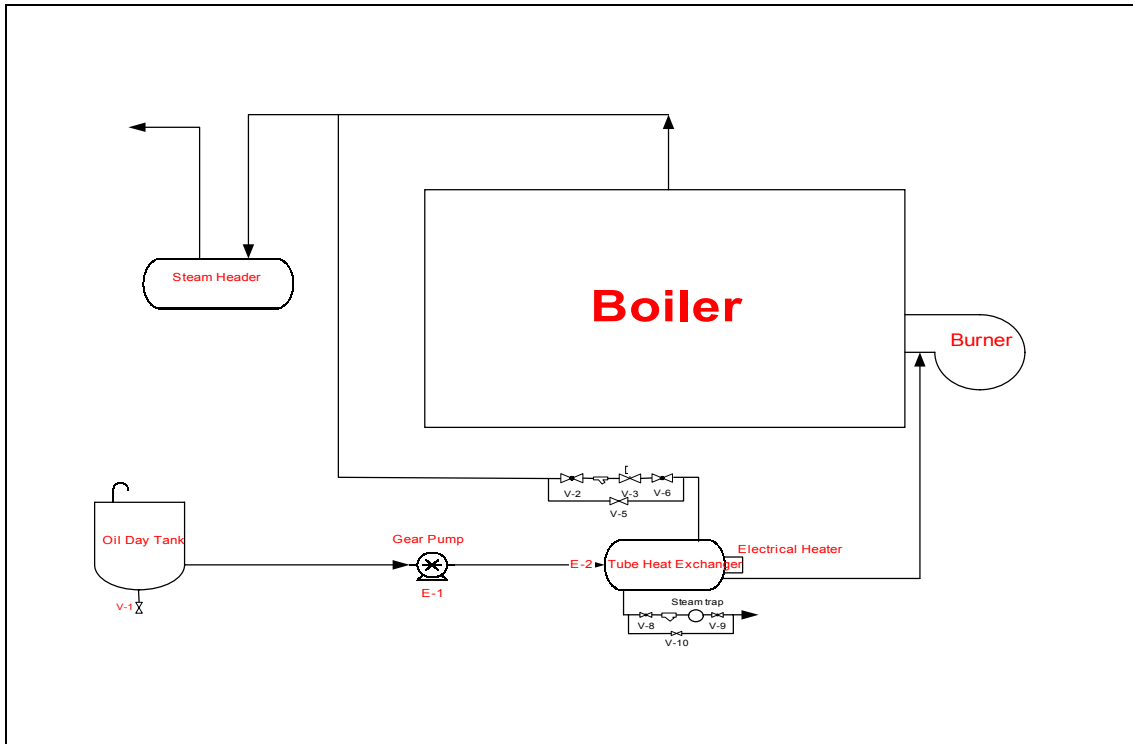 Steam Header
Boiler
Burner
V-2
V-3
V-6
V-5
Oil Day Tank
Gear Pump
E-1
E-2
Tube Heat Exchanger
Electrical Heater
V-1
Steam trap
V-8
V-9
V-10